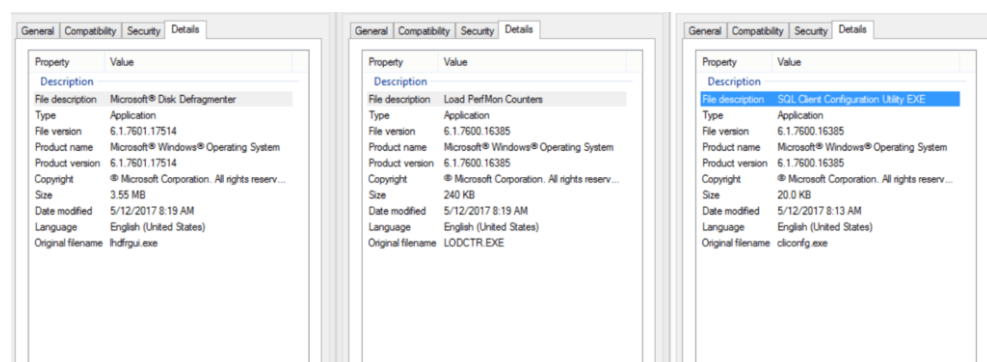 General Compatibility Security Details
Property Value
Description
File description Microsoft® Disk Defragmenter
Type Application
File version 6.1.7601.17514
Product name Microsoft® Windows® Operating System
Product version 6.1.7601.17514
Copyright © Microsoft Corporation. All rights reserv...
Size 3.55 MB
Date modified 5/12/2017 8:19 AM
Language English (United States)
Original filename lhdfrgui.exe
General Compatibility Security Details
Property Value
Description
File description Load PerfMon Counters
Type Application
File version 6.1.7600.16385
Product name Microsoft® Windows® Operating System
Product version 6.1.7600.16385
Copyright © Microsoft Corporation. All rights reserv...
Size 240 KB
Date modified 5/12/2017 8:19 AM
Language English (United States)
Original filename LODCTR.EXE
General Compatibility Security Details
Property Value
Description
File description SQL Client Configuration Utility EXE
Type Application
File version 6.1.7600.16385
Product name Microsoft® Windows® Operating System
Product version 6.1.7600.16385
Copyright © Microsoft Corporation. All rights reserv...
Size 20.0 KB
Date modified 5/12/2017 8:13 AM
Language English (United States)
Original filename cliconfg.exe